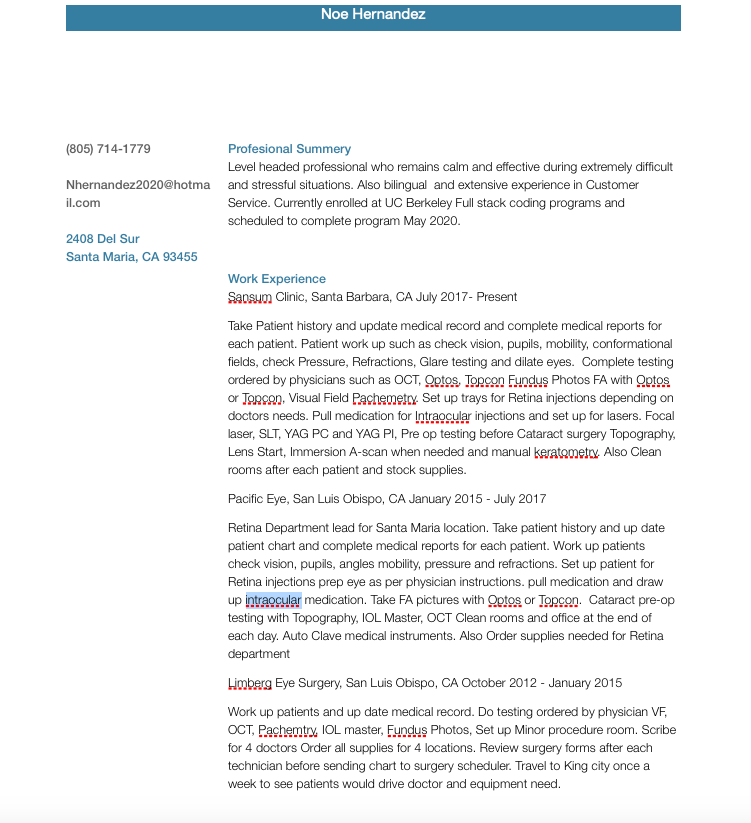 Noe Hernandez
(805) 714-1779
Nhernandez2020@hotma
il.com
2408 Del Sur
Santa Maria, CA 93455
Profesional Summery
Level headed professional who remains calm and effective during extremely difficult
and stressful situations. Also bilingual  and extensive experience in Customer
Service. Currently enrolled at UC Berkeley Full stack coding programs and
scheduled to complete program May 2020.
Work Experience
Sansum Clinic, Santa Barbara, CA July 2017- Present
Take Patient history and update medical record and complete medical reports for
each patient. Patient work up such as check vision, pupils, mobility, conformational
fields, check Pressure, Refractions, Glare testing and dilate eyes.  Complete testing
ordered by physicians such as OCT, Optos, Topcon Fundus Photos FA with Optos
or Topcon, Visual Field Pachemetry. Set up trays for Retina injections depending on
doctors needs. Pull medication for Intraocular injections and set up for lasers. Focal
laser, SLT, YAG PC and YAG PI, Pre op testing before Cataract surgery Topography,
Lens Start, Immersion A-scan when needed and manual keratometry. Also Clean
rooms after each patient and stock supplies.
Pacific Eye, San Luis Obispo, CA January 2015 - July 2017
Retina Department lead for Santa Maria location. Take patient history and up date
patient chart and complete medical reports for each patient. Work up patients
check vision, pupils, angles mobility, pressure and refractions. Set up patient for
Retina injections prep eye as per physician instructions. pull medication and draw
up intraocular medication. Take FA pictures with Optos or Topcon.  Cataract pre-op
testing with Topography, IOL Master, OCT Clean rooms and office at the end of
each day. Auto Clave medical instruments. Also Order supplies needed for Retina
department
Limberg Eye Surgery, San Luis Obispo, CA October 2012 - January 2015
Work up patients and up date medical record. Do testing ordered by physician VF,
OCT, Pachemtry, IOL master, Fundus Photos, Set up Minor procedure room. Scribe
for 4 doctors Order all supplies for 4 locations. Review surgery forms after each
technician before sending chart to surgery scheduler. Travel to King city once a
week to see patients would drive doctor and equipment need.